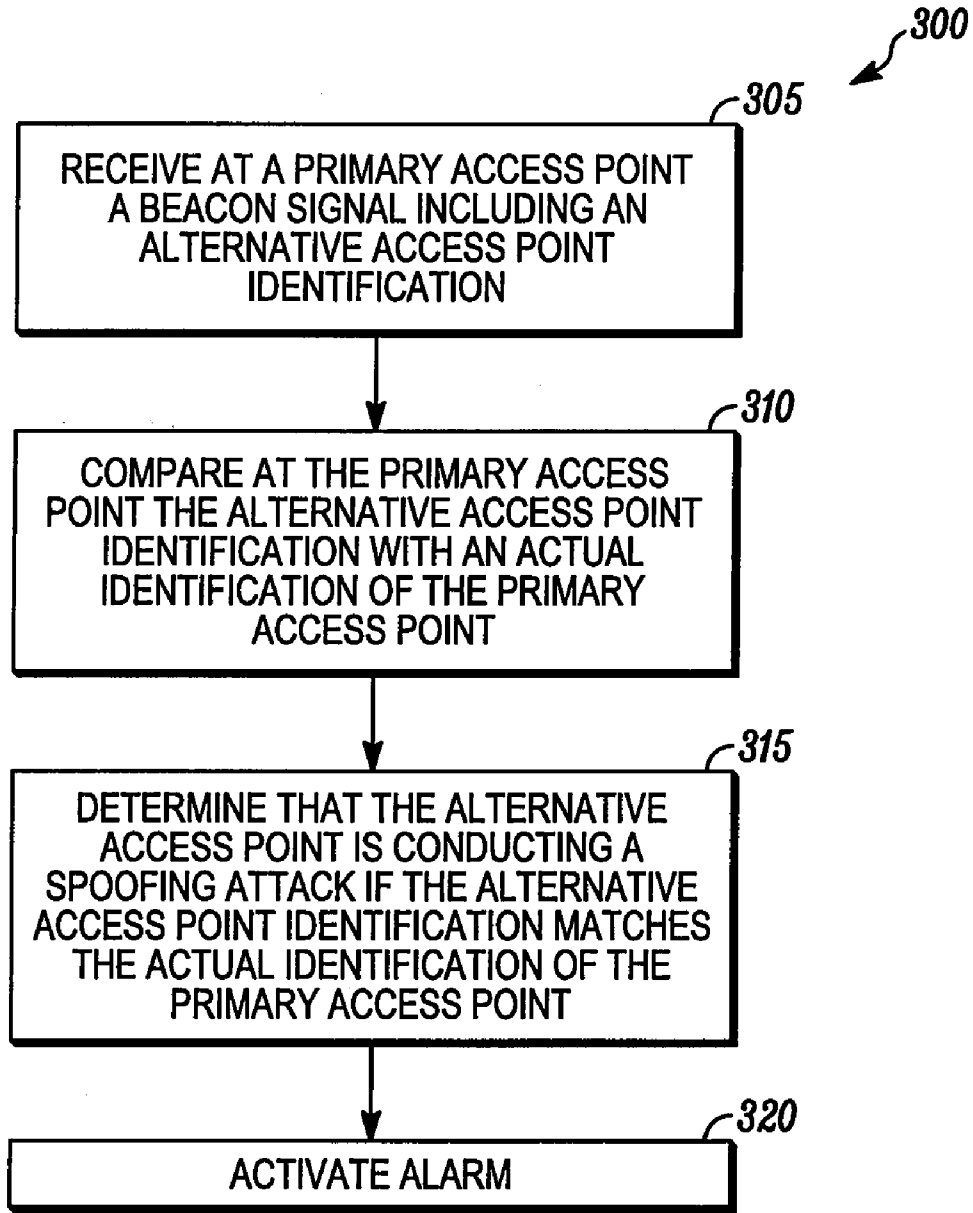 300
305
RECEIVE AT A PRIMARY ACCESS POINT
A BEACON SIGNAL INCLUDING AN
ALTERNATIVE ACCESS POINT
IDENTIFICATION
310
COMPARE AT THE PRIMARY ACCESS
POINT THE ALTERNATIVE ACCESS POINT
IDENTIFICATION WITH AN ACTUAL
IDENTIFICATION OF THE PRIMARY
ACCESS POINT
315
DETERMINE THAT THE ALTERNATIVE
ACCESS POINT IS CONDUCTING A
SPOOFING ATTACK IF THE ALTERNATIVE
ACCESS POINT IDENTIFICATION MATCHES
THE ACTUAL IDENTIFICATION OF THE
PRIMARY ACCESS POINT
320
ACTIVATE ALARM